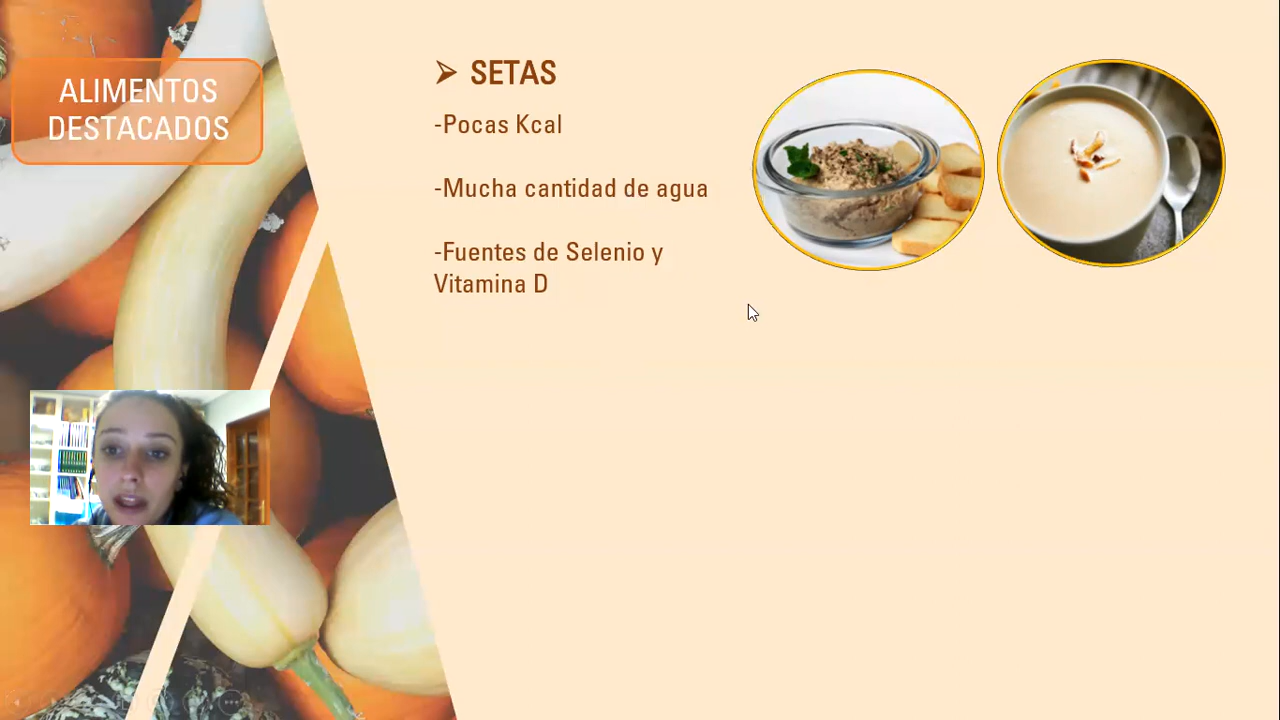 ALIMENTOS
DESTACADOS
➢ SETAS
-Pocas Kcal
-Mucha cantidad de agua
-Fuentes de Selenio y
Vitamina D